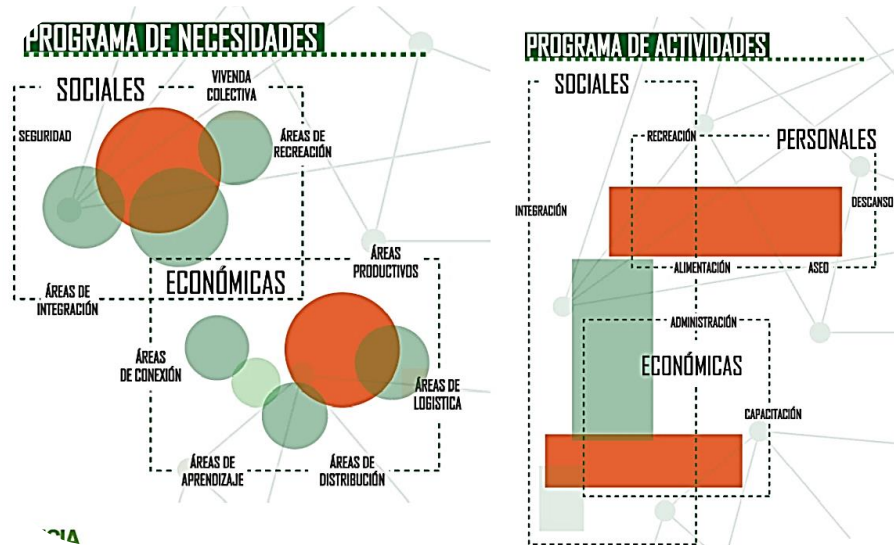 PROGRAMA DE NECESIDADES
SOCIALES
VIVENDA
COLECTIVA
SEGURIDAD
ÁREAS DE
RECREACIÓN
ÁREAS DE
INTEGRACIÓN
ECONÓMICAS
ÁREAS
PRODUCTIVOS
ÁREAS
DE CONEXIÓN
ÁREAS DE
LOGISTICA
ÁREAS DE
APRENDIZAJE
ÁREAS DE
DISTRIBUCIÓN
PROGRAMA DE ACTIVIDADES
SOCIALES
RECREACIÓN
PERSONALES
INTEGRACIÓN
DESCANSO
ALIMENTACIÓN
ASEO
ADMINISTRACIÓN
ECONÓMICAS
CAPACITACIÓN